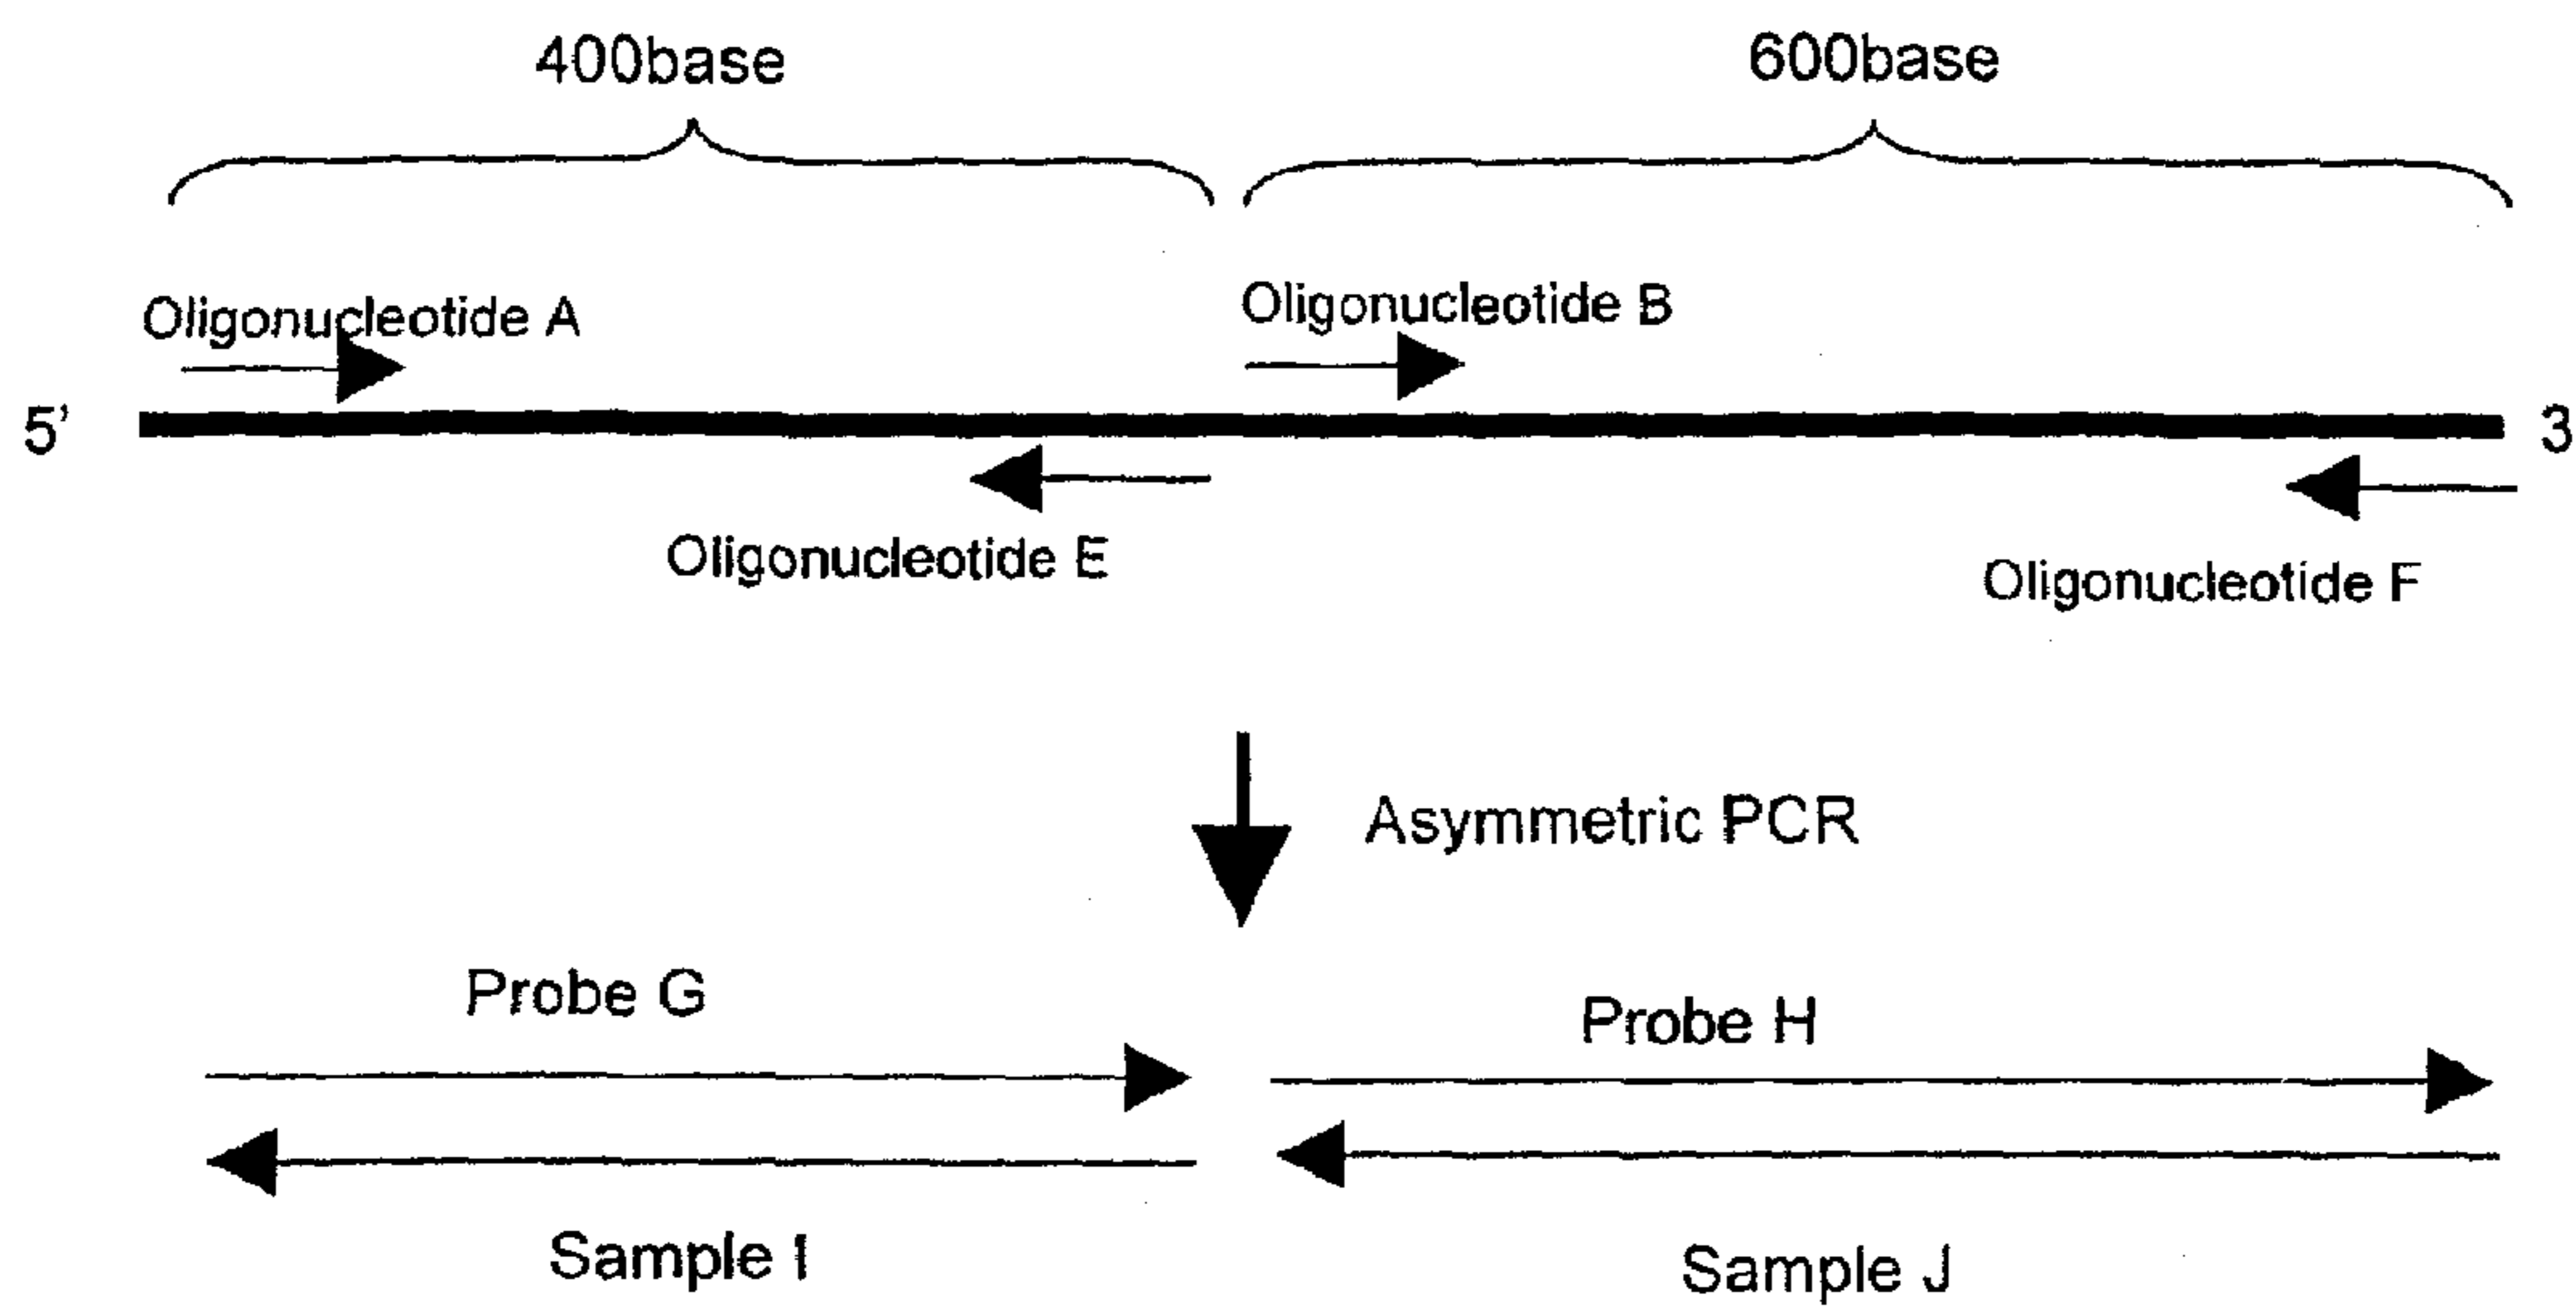 400base
600base
Oligonucleotide A
Oligonucleotide B
5'
3
Oligonucleotide E
Oligonucleotide F
Asymmetric PCR
Probe G
Probe H
Sample I
Sample J